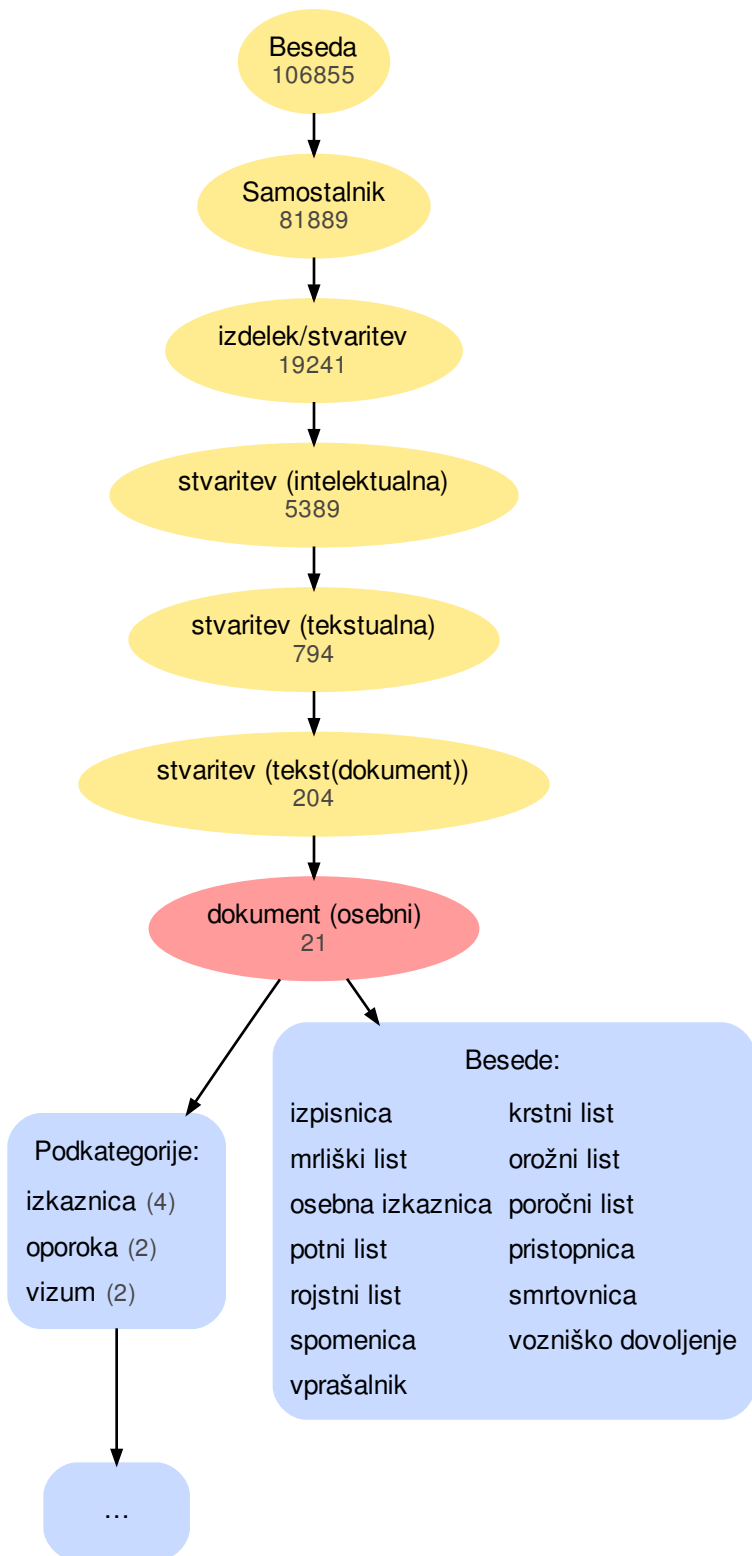 Beseda
106855
Samostalnik
81889
izdelek/stvaritev
19241
stvaritev (intelektualna)
5389
stvaritev (tekstualna)
794
stvaritev (tekst(dokument))
204
dokument (osebni)
21
Podkategorije:
izkaznica (4)
oporoka (2)
vizum (2)
...
Besede:
izpisnica krstni list
mrliški list orožni list
osebna izkaznica poročni list
potni list pristopnica
rojstni list smrtovnica
spomenica vozniško dovoljenje
vprašalnik